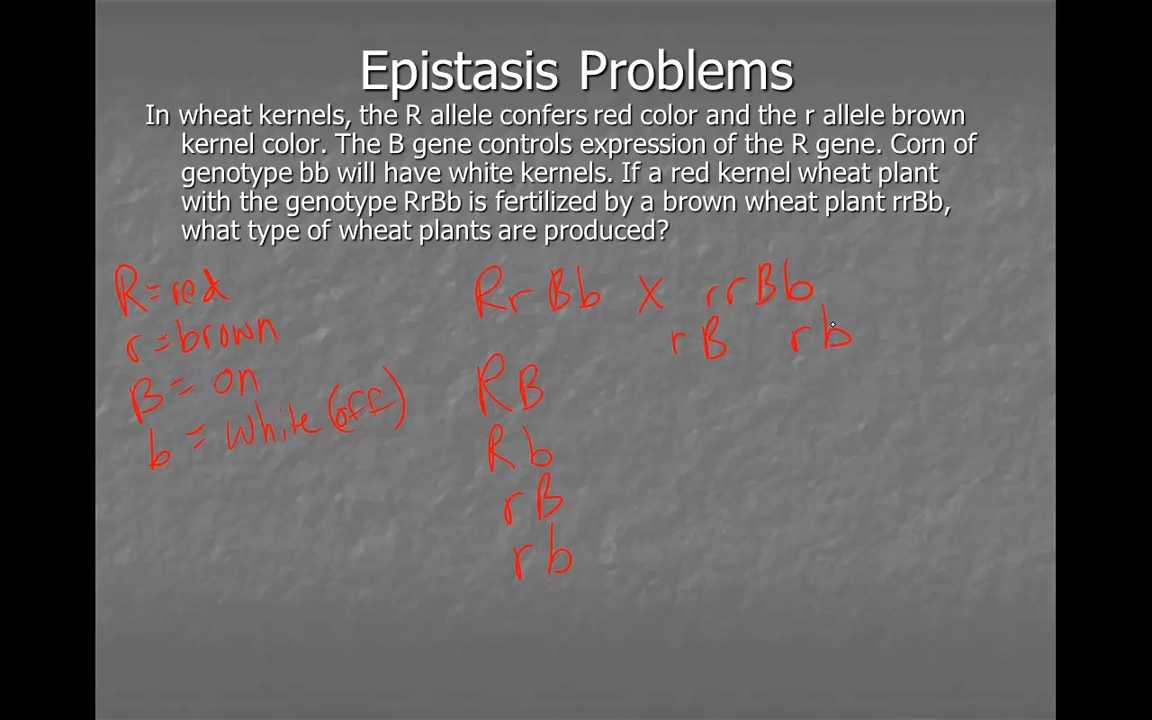 Epistasis Problems
In wheat kernels, the R allele confers red color and the r allele brown
kernel color. The B gene controls expression of the R gene. Corn of
genotype bb will have white kernels. If a red kernel wheat plant
with the genotype RrBb is fertilized by a brown wheat plant rrBb,
what type of wheat plants are produced?
R = red
r = brown
B = on
b = white (off)
Rr Bb X rrBb
rB rb
RB
Rb
rB
rb